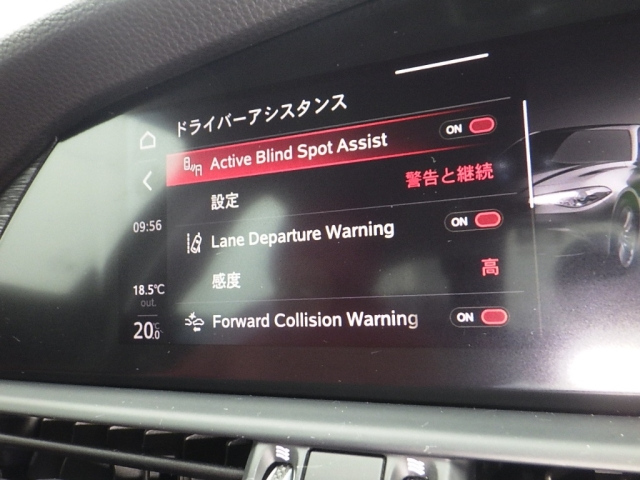 ドライバーアシスタンス
Active Blind Spot Assist ON
設定 警告と継続
09:56
Lane Departure Warning ON
感度 高
18.5℃
out.
20.0℃
Forward Collision Warning ON